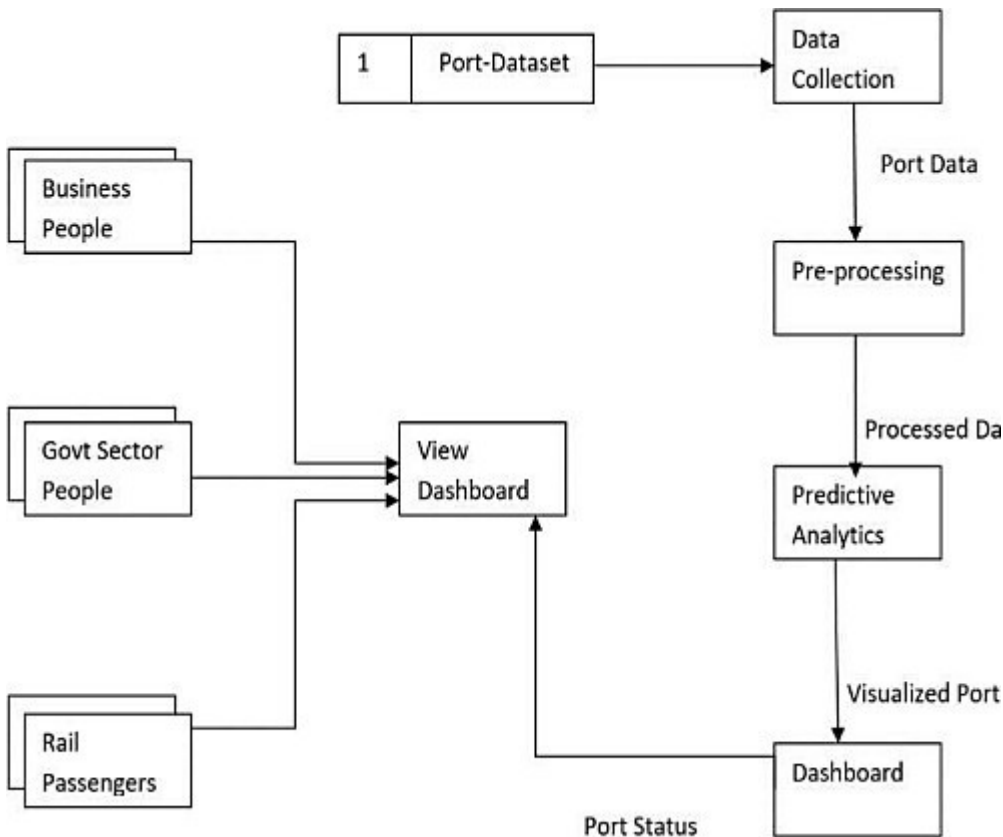 1 Port-Dataset
Data
Collection
Port Data
Business
People
Pre-processing
Processed Da
Govt Sector
People
View
Dashboard
Predictive
Analytics
Visualized Port
Rail
Passengers
Dashboard
Port Status